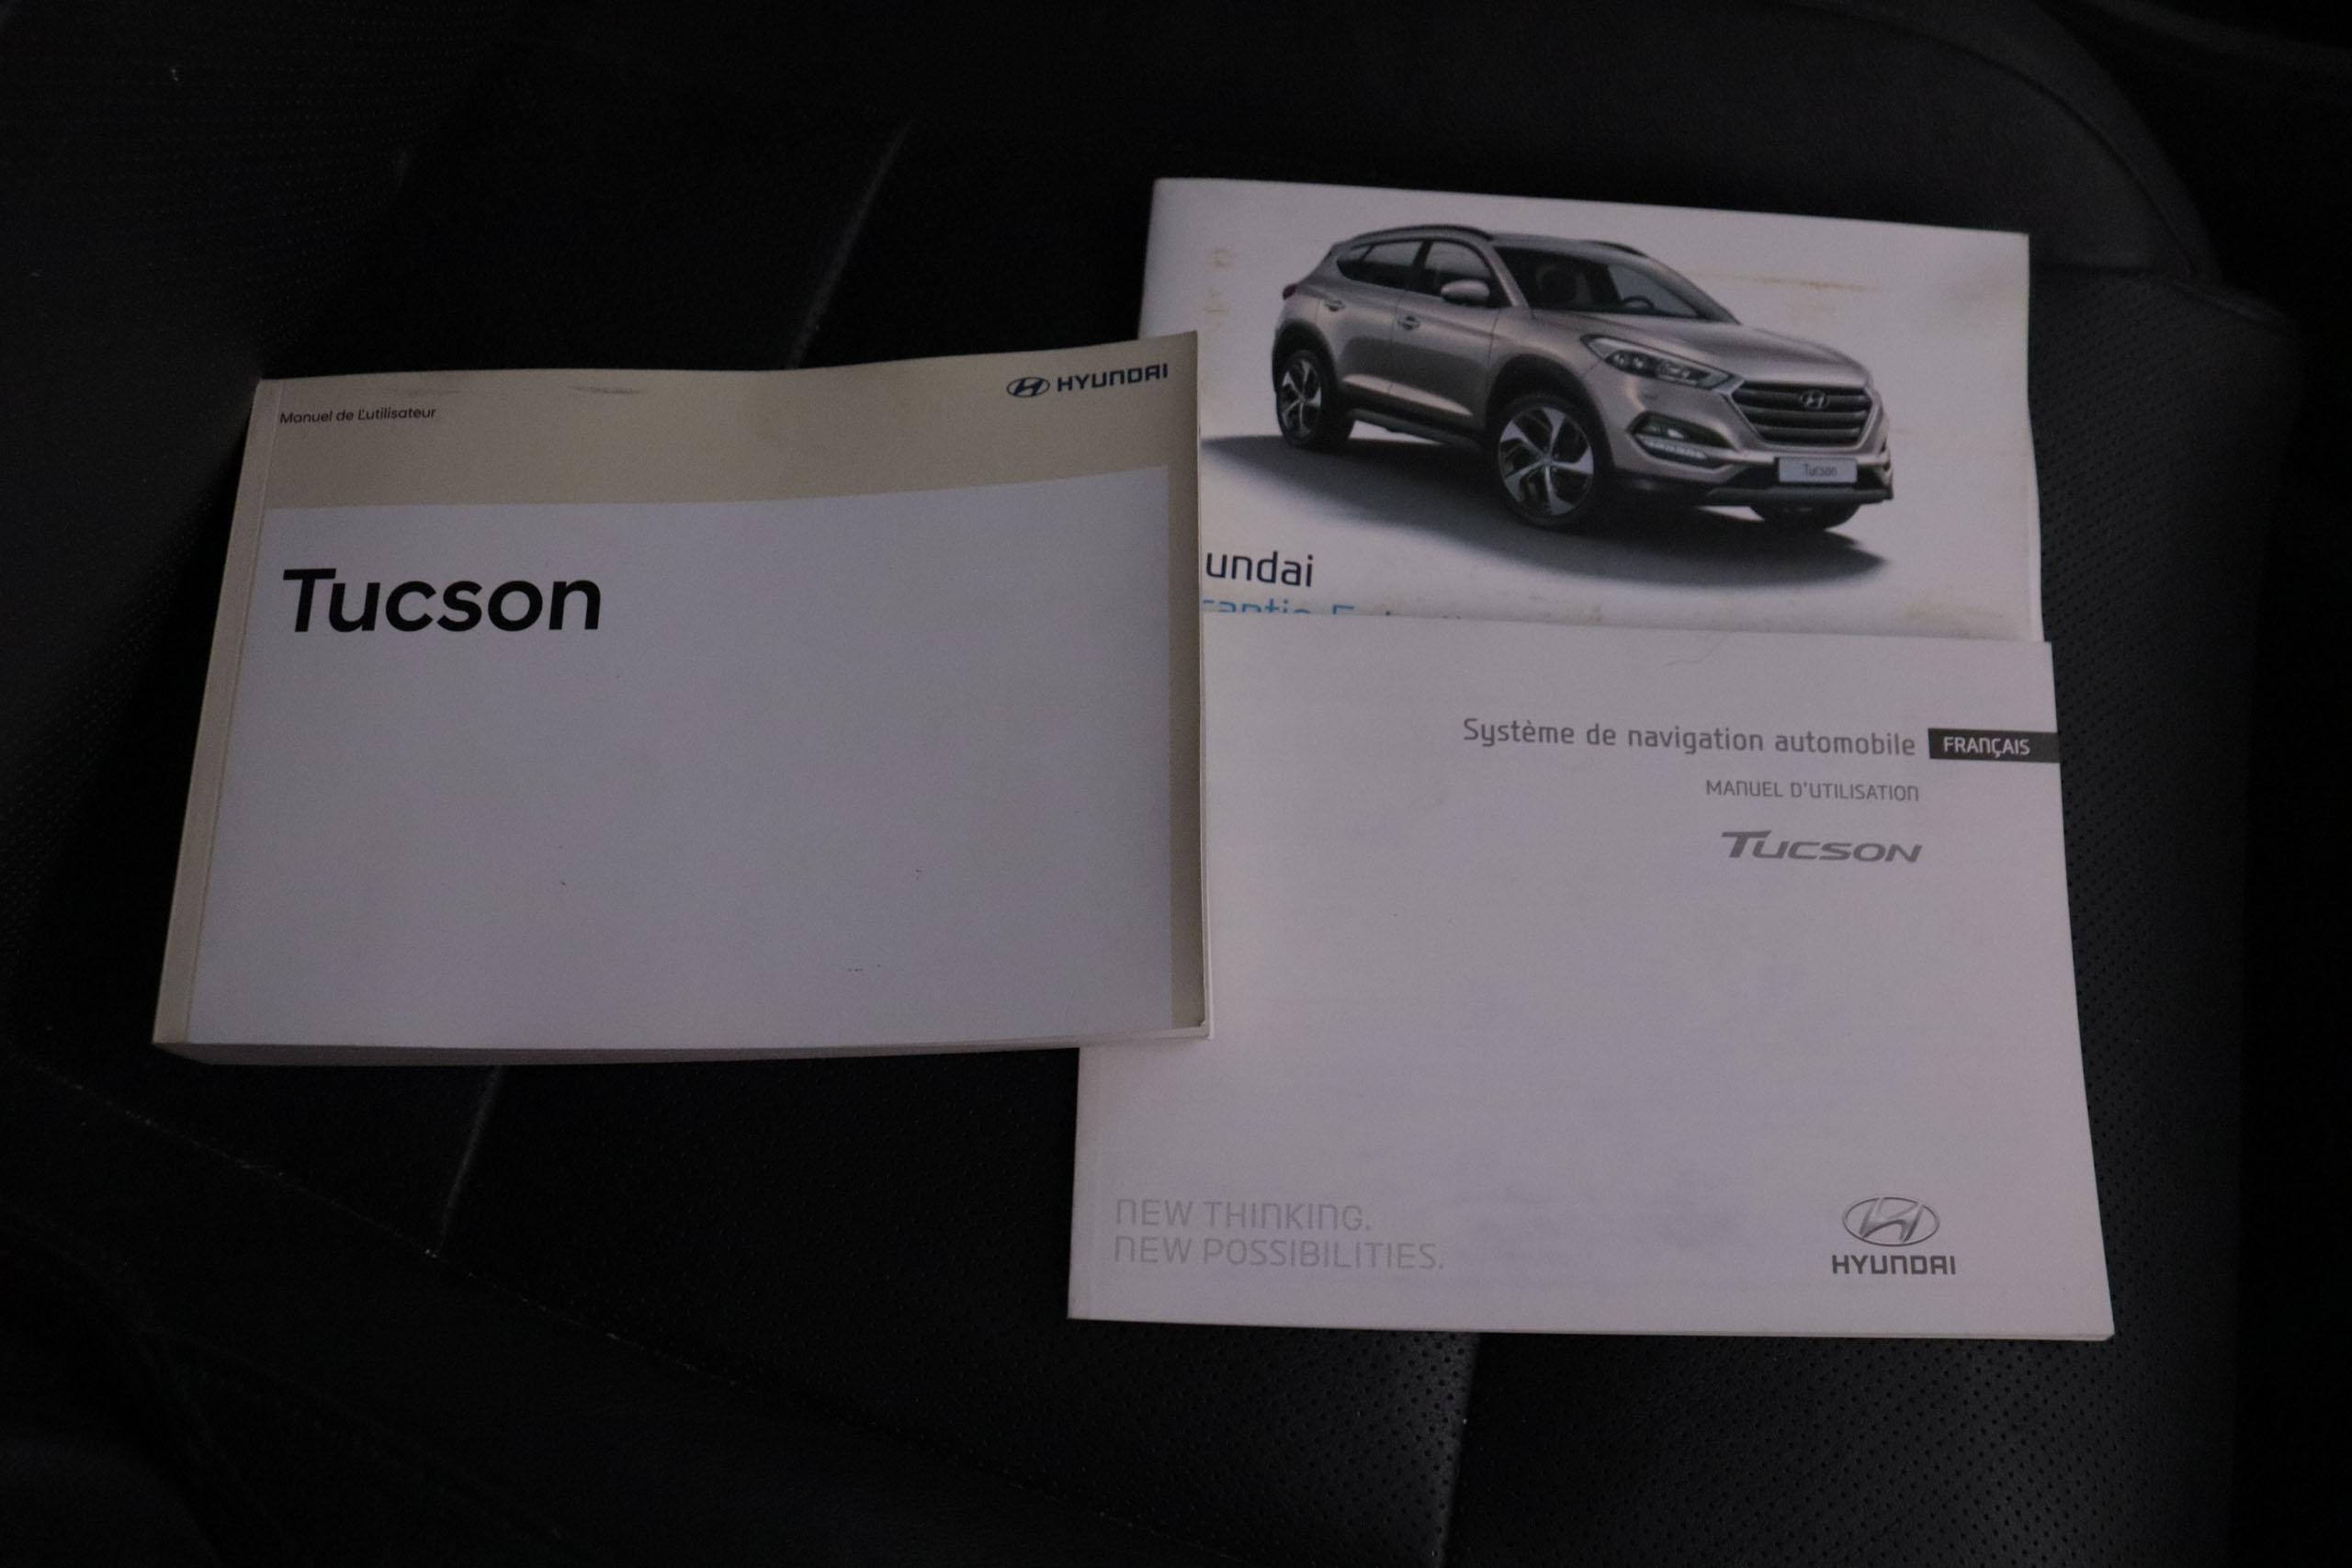 HYUNDAI
Manuel de L'utilisateur
Tucson
Tucson
undai
Système de navigation automobile FRANÇAIS
MANUEL D'UTILISATION
TUCSON
NEW THINKING.
NEW POSSIBILITIES.
HYUNDAI